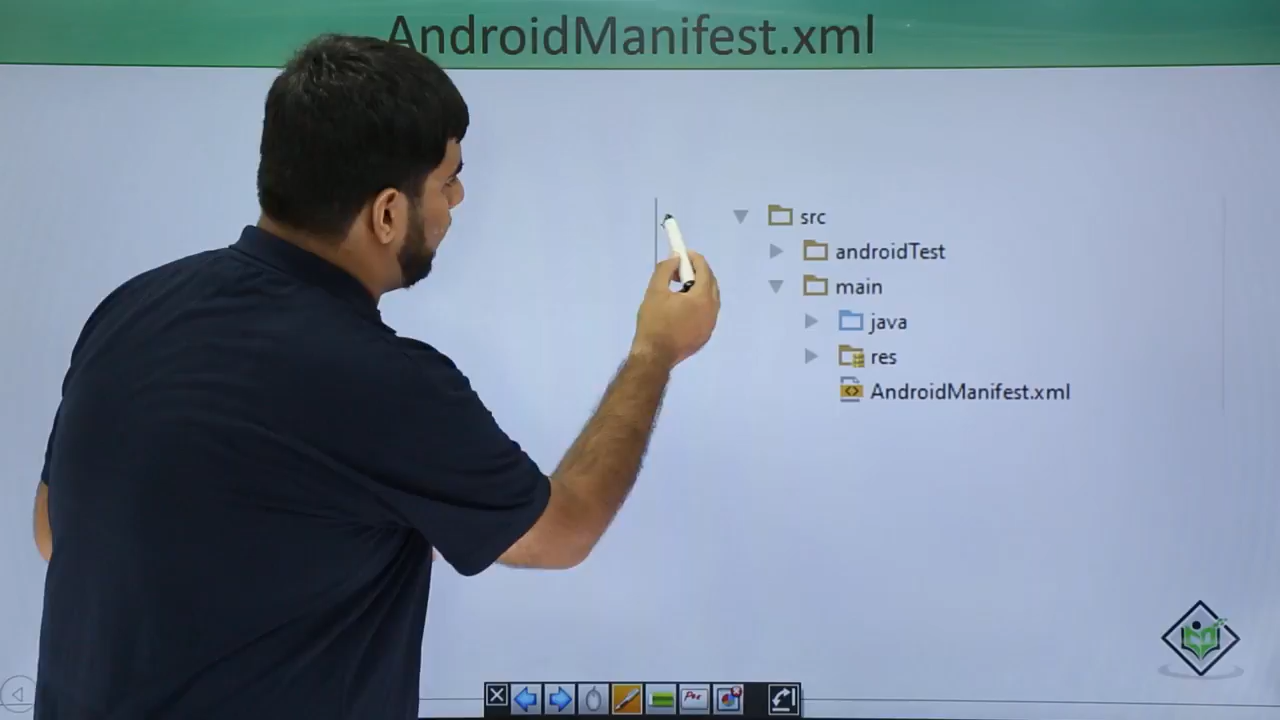 AndroidManifest.xml
src
androidTest
main
java
res
AndroidManifest.xml